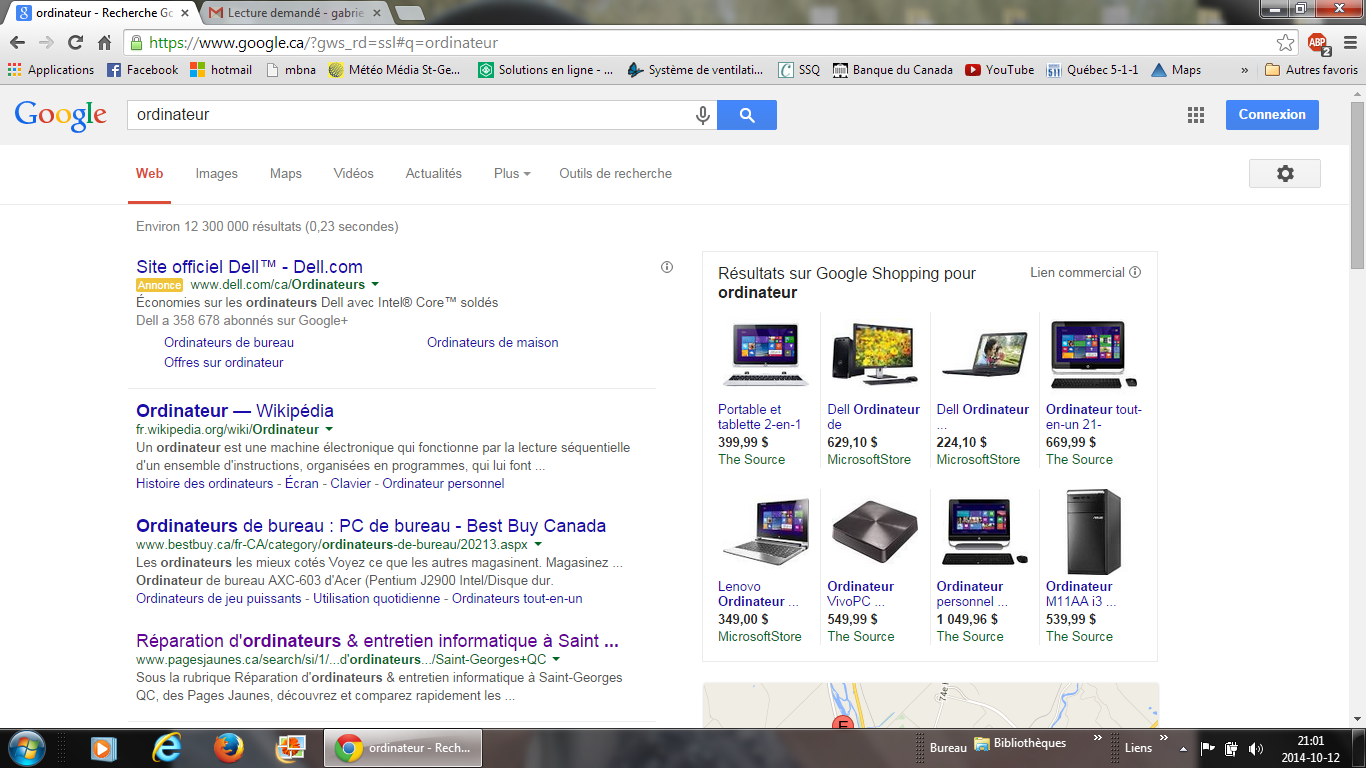 ordinateur - Recherche Go
Lecture demandé - gabrie
https://www.google.ca/?gws_rd=ssl#q=ordinateur
ABP
2
Applications
Facebook
hotmail
mbna
Météo Média St-Ge...
Solutions en ligne - ...
Système de ventilati...
SSQ
Banque du Canada
YouTube
511
Québec 5-1-1
Maps
»
Autres favoris
Google
ordinateur
Connexion
Web
Images
Maps
Vidéos
Actualités
Plus
Outils de recherche
Environ 12 300 000 résultats (0,23 secondes)
Site officiel Dell™ - Dell.com
Annonce www.dell.com/ca/Ordinateurs
Économies sur les ordinateurs Dell avec Intel® Core™ soldés
Dell a 358 678 abonnés sur Google+
Ordinateurs de bureau
Ordinateurs de maison
Offres sur ordinateur
Ordinateur — Wikipédia
fr.wikipedia.org/wiki/Ordinateur
Un ordinateur est une machine électronique qui fonctionne par la lecture séquentielle
d'un ensemble d'instructions, organisées en programmes, qui lui font ...
Histoire des ordinateurs - Écran - Clavier - Ordinateur personnel
Ordinateurs de bureau : PC de bureau - Best Buy Canada
www.bestbuy.ca/fr-CA/category/ordinateurs-de-bureau/20213.aspx
Les ordinateurs les mieux cotés Voyez ce que les autres magasinent. Magasinez ...
Ordinateur de bureau AXC-603 d'Acer (Pentium J2900 Intel/Disque dur.
Ordinateurs de jeu puissants - Utilisation quotidienne - Ordinateurs tout-en-un
Réparation d'ordinateurs & entretien informatique à Saint ...
www.pagesjaunes.ca/search/si/1/...d'ordinateurs.../Saint-Georges+QC
Sous la rubrique Réparation d'ordinateurs & entretien informatique à Saint-Georges
QC, des Pages Jaunes, découvrez et comparez rapidement les ...
Résultats sur Google Shopping pour
ordinateur
Lien commercial
Portable et
tablette 2-en-1
399,99 $
The Source
Dell Ordinateur
de
629,10 $
MicrosoftStore
Dell Ordinateur
...
224,10 $
MicrosoftStore
Ordinateur tout-
en-un 21-
669,99 $
The Source
Lenovo
Ordinateur ...
349,00 $
MicrosoftStore
Ordinateur
VivoPC ...
549,99 $
The Source
Ordinateur
personnel ...
1 049,96 $
The Source
Ordinateur
M11AA i3 ...
539,99 $
The Source
74e
E
ordinateur - Rech...
Bureau
Bibliothèques
»
Liens
»
21:01
2014-10-12